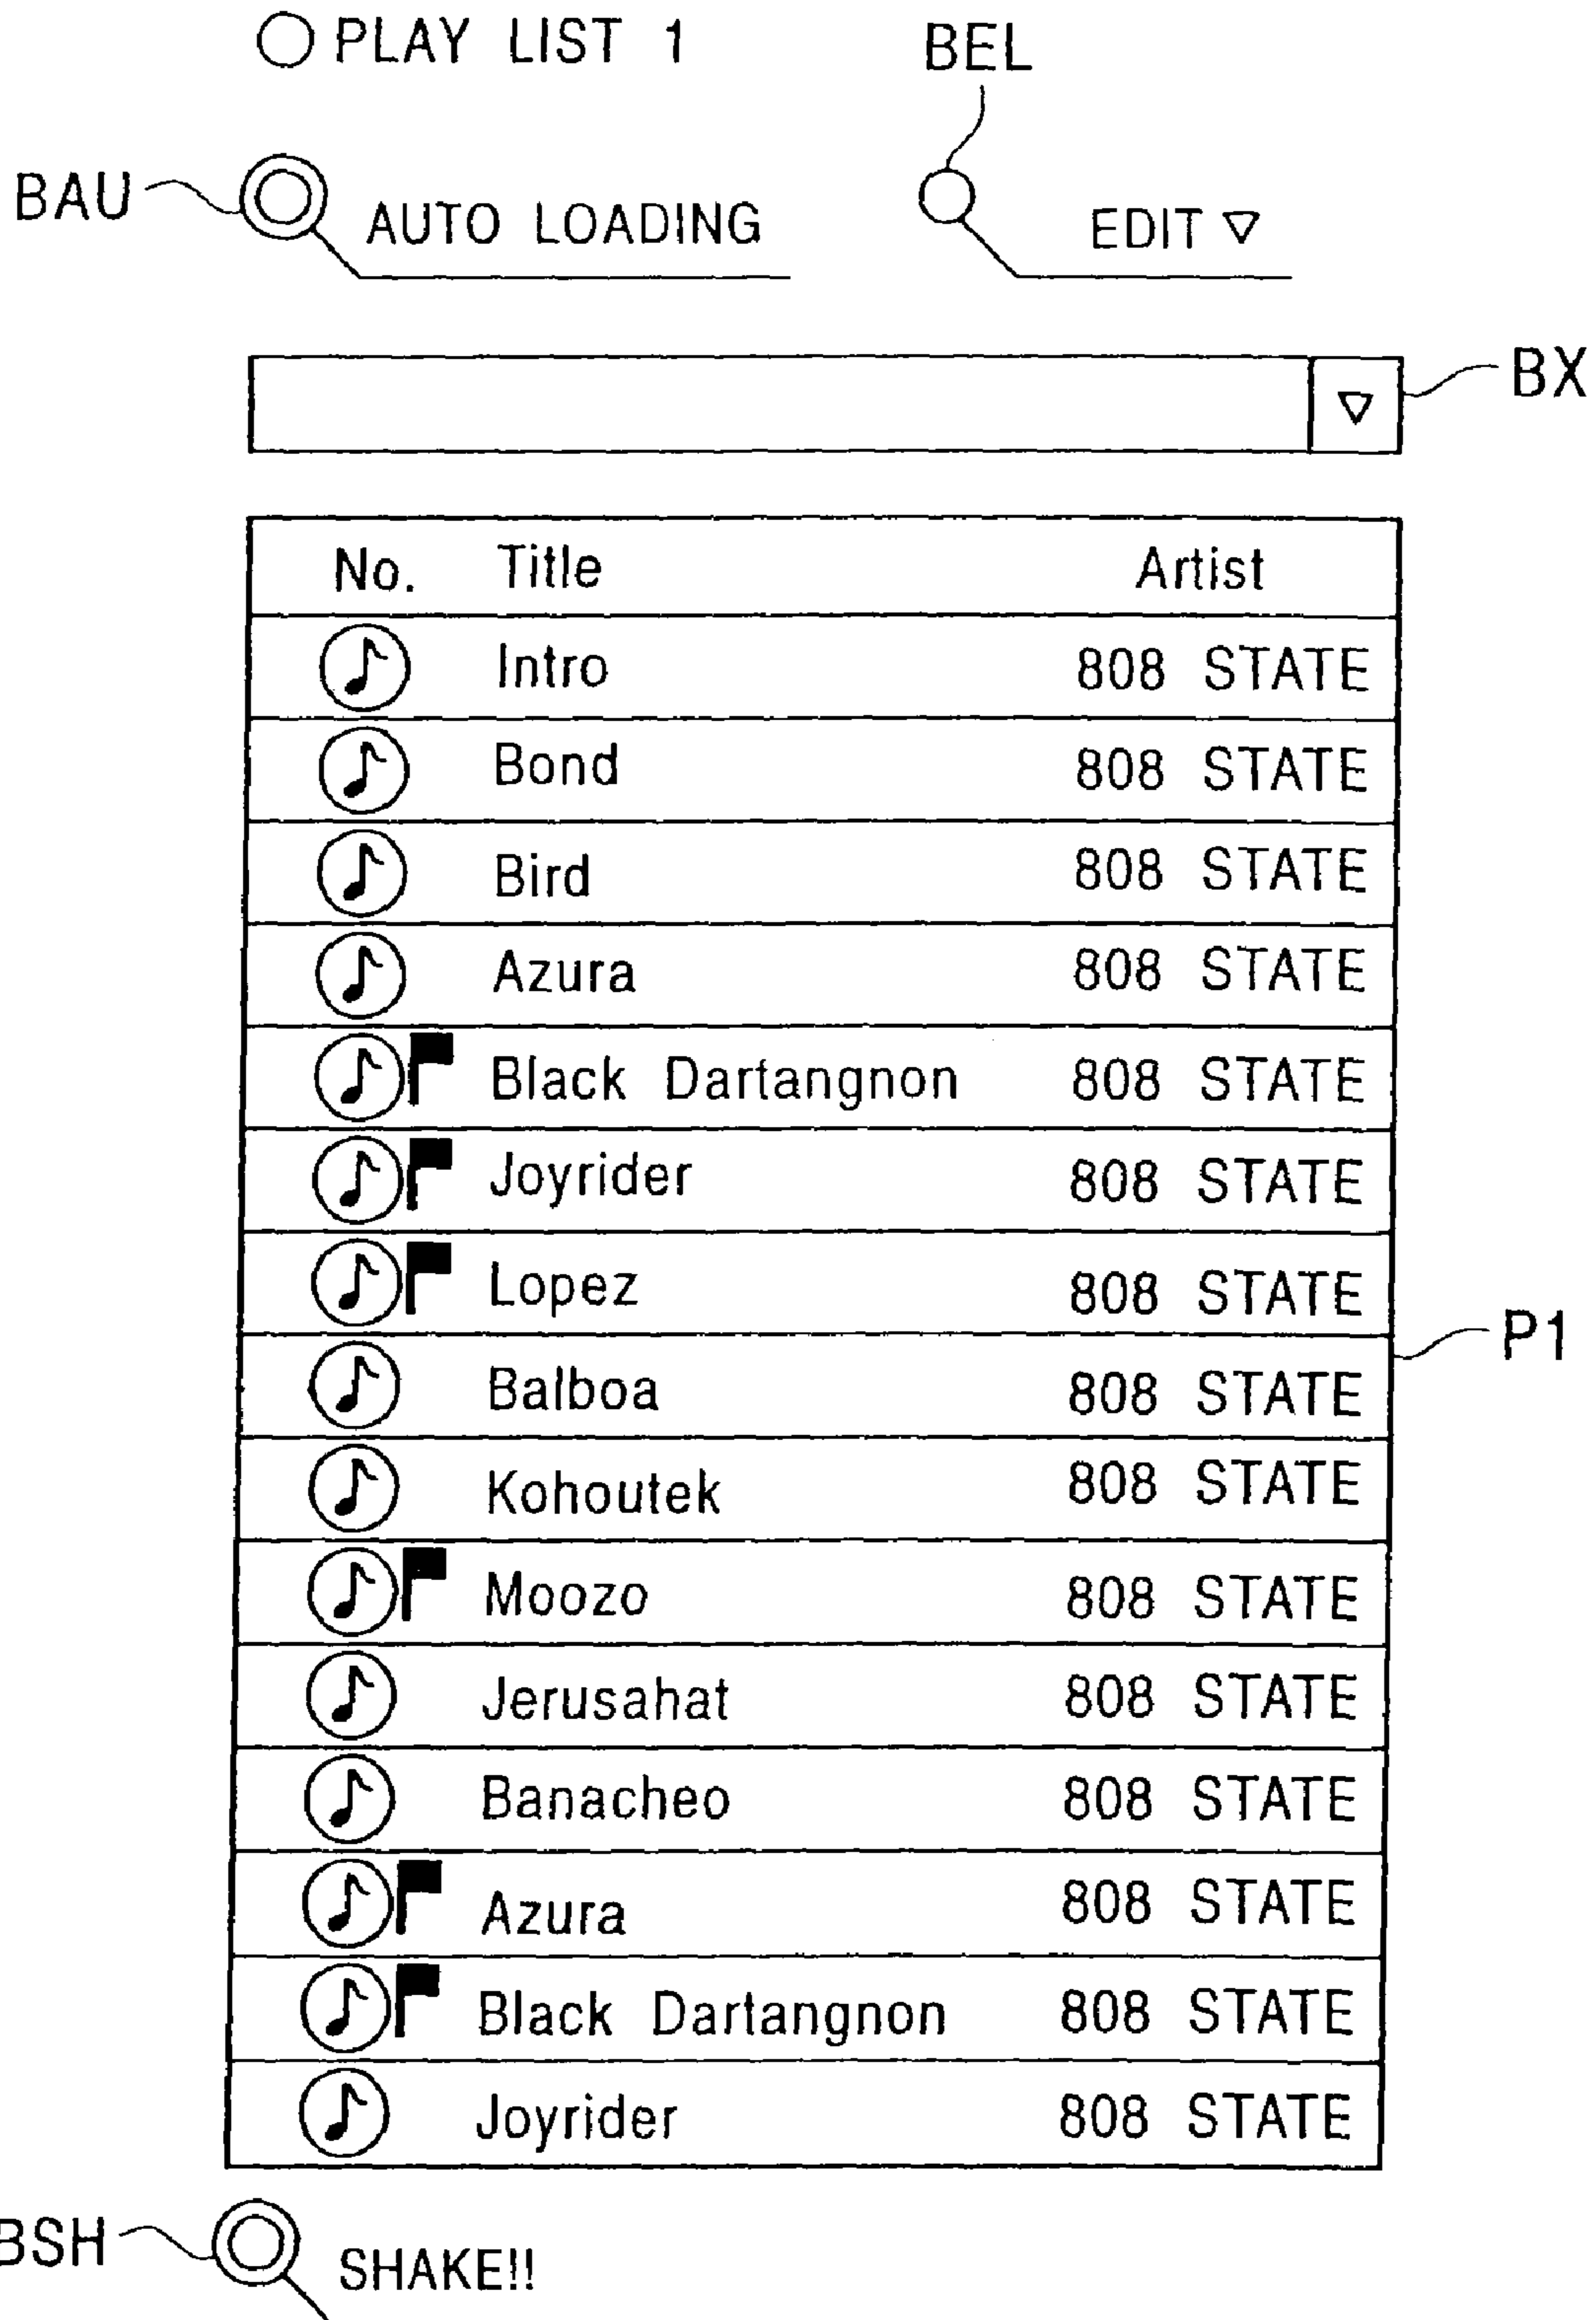 PLAY LIST 1
BEL
BAU
AUTO LOADING
EDIT ▽
BX
No. Title Artist
Intro 808 STATE
Bond 808 STATE
Bird 808 STATE
Azura 808 STATE
Black Dartangnon 808 STATE
Joyrider 808 STATE
Lopez 808 STATE
P1
Balboa 808 STATE
Kohoutek 808 STATE
Moozo 808 STATE
Jerusahat 808 STATE
Banacheo 808 STATE
Azura 808 STATE
Black Dartangnon 808 STATE
Joyrider 808 STATE
BSH
SHAKE!!